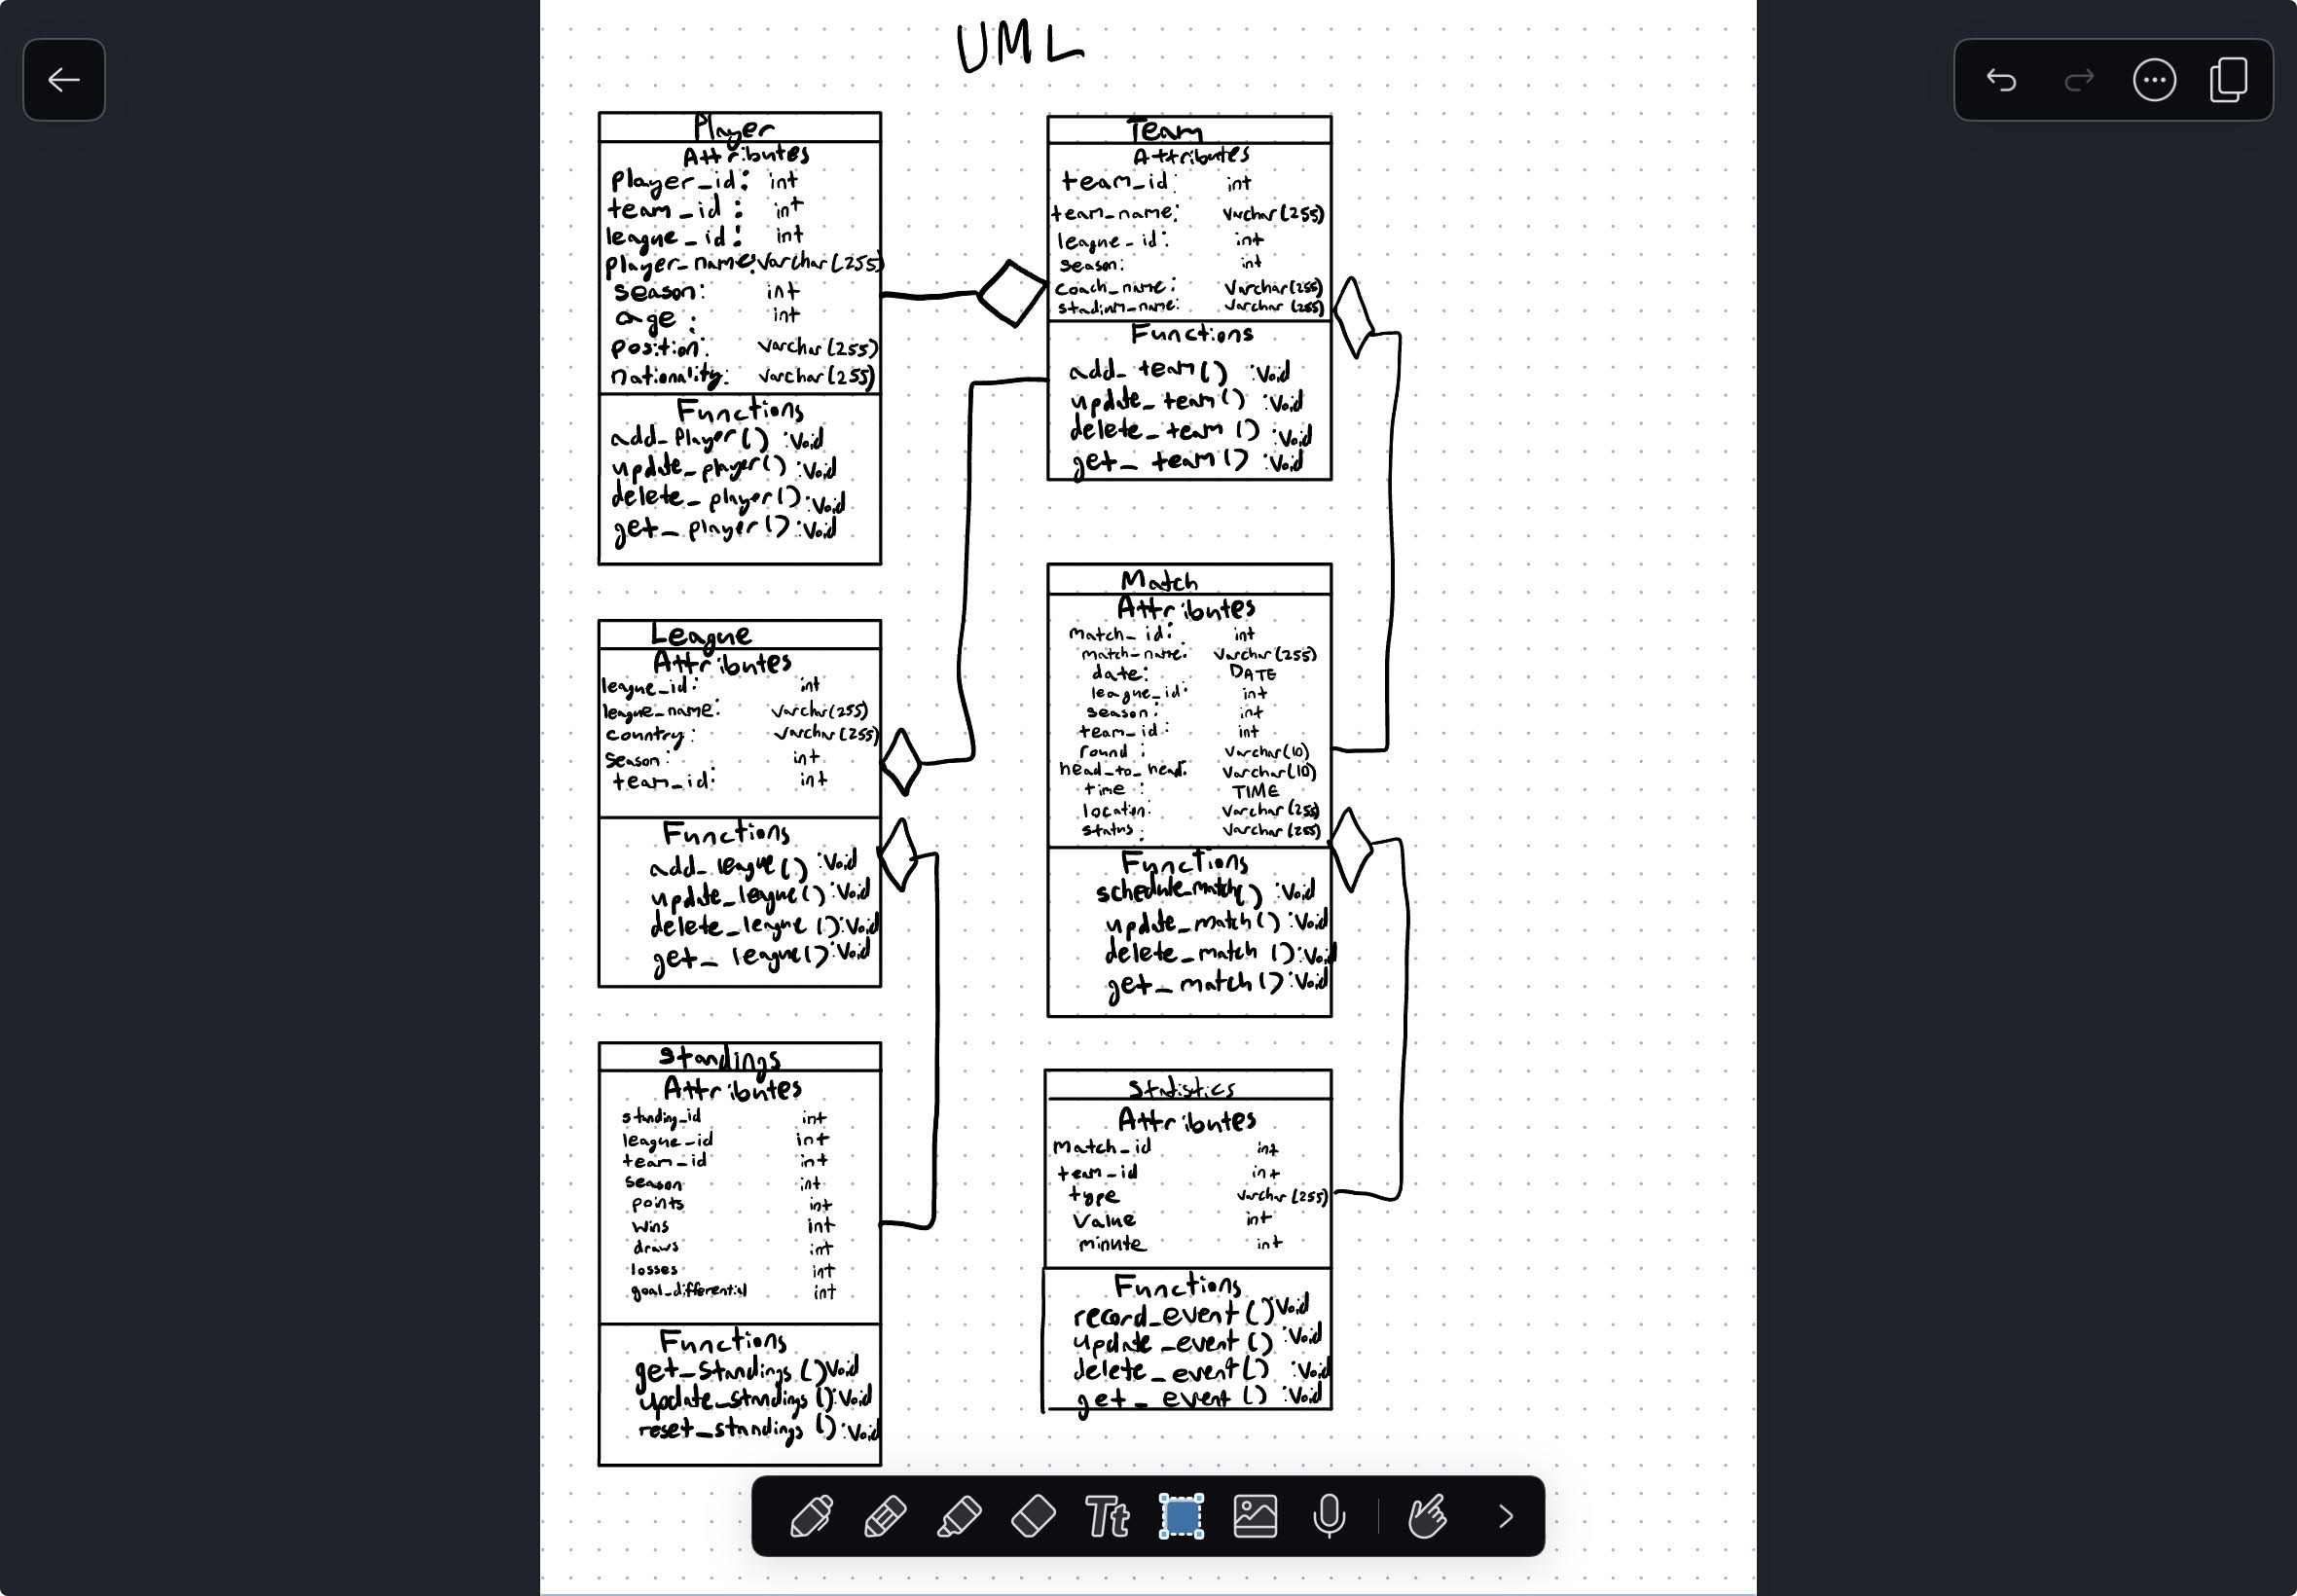 UML
Player
Attributes
player_id: int
team_id: int
league_id: int
player_name: varchar(255)
season: int
age: int
position: varchar(255)
nationality: varchar(255)
Functions
add_player() :Void
update_player() :Void
delete_player() :Void
get_player() :Void
Team
Attributes
team_id: int
team_name: varchar(255)
league_id: int
season: int
coach_name: varchar(255)
stadium_name: varchar(255)
Functions
add_team() :Void
update_team() :Void
delete_team() :Void
get_team() :Void
League
Attributes
league_id: int
league_name: varchar(255)
country: varchar(255)
season: int
team_id: int
Functions
add_league() :Void
update_league() :Void
delete_league() :Void
get_league() :Void
Match
Attributes
match_id: int
match_name: varchar(255)
date: DATE
league_id: int
season: int
team_id: int
round: varchar(10)
head_to_head: varchar(10)
time: TIME
location: varchar(255)
status: varchar(255)
Functions
schedule_match() :Void
update_match() :Void
delete_match() :Void
get_match() :Void
Standings
Attributes
standing_id int
league_id int
team_id int
season int
points int
wins int
draws int
losses int
goal_differential int
Functions
get_standings() Void
update_standings() :Void
reset_standings() :Void
Statistics
Attributes
Match_id int
team_id int
type varchar(255)
Value int
minute int
Functions
record_event() :Void
update_event() :Void
delete_event() :Void
get_event() :Void
Tt